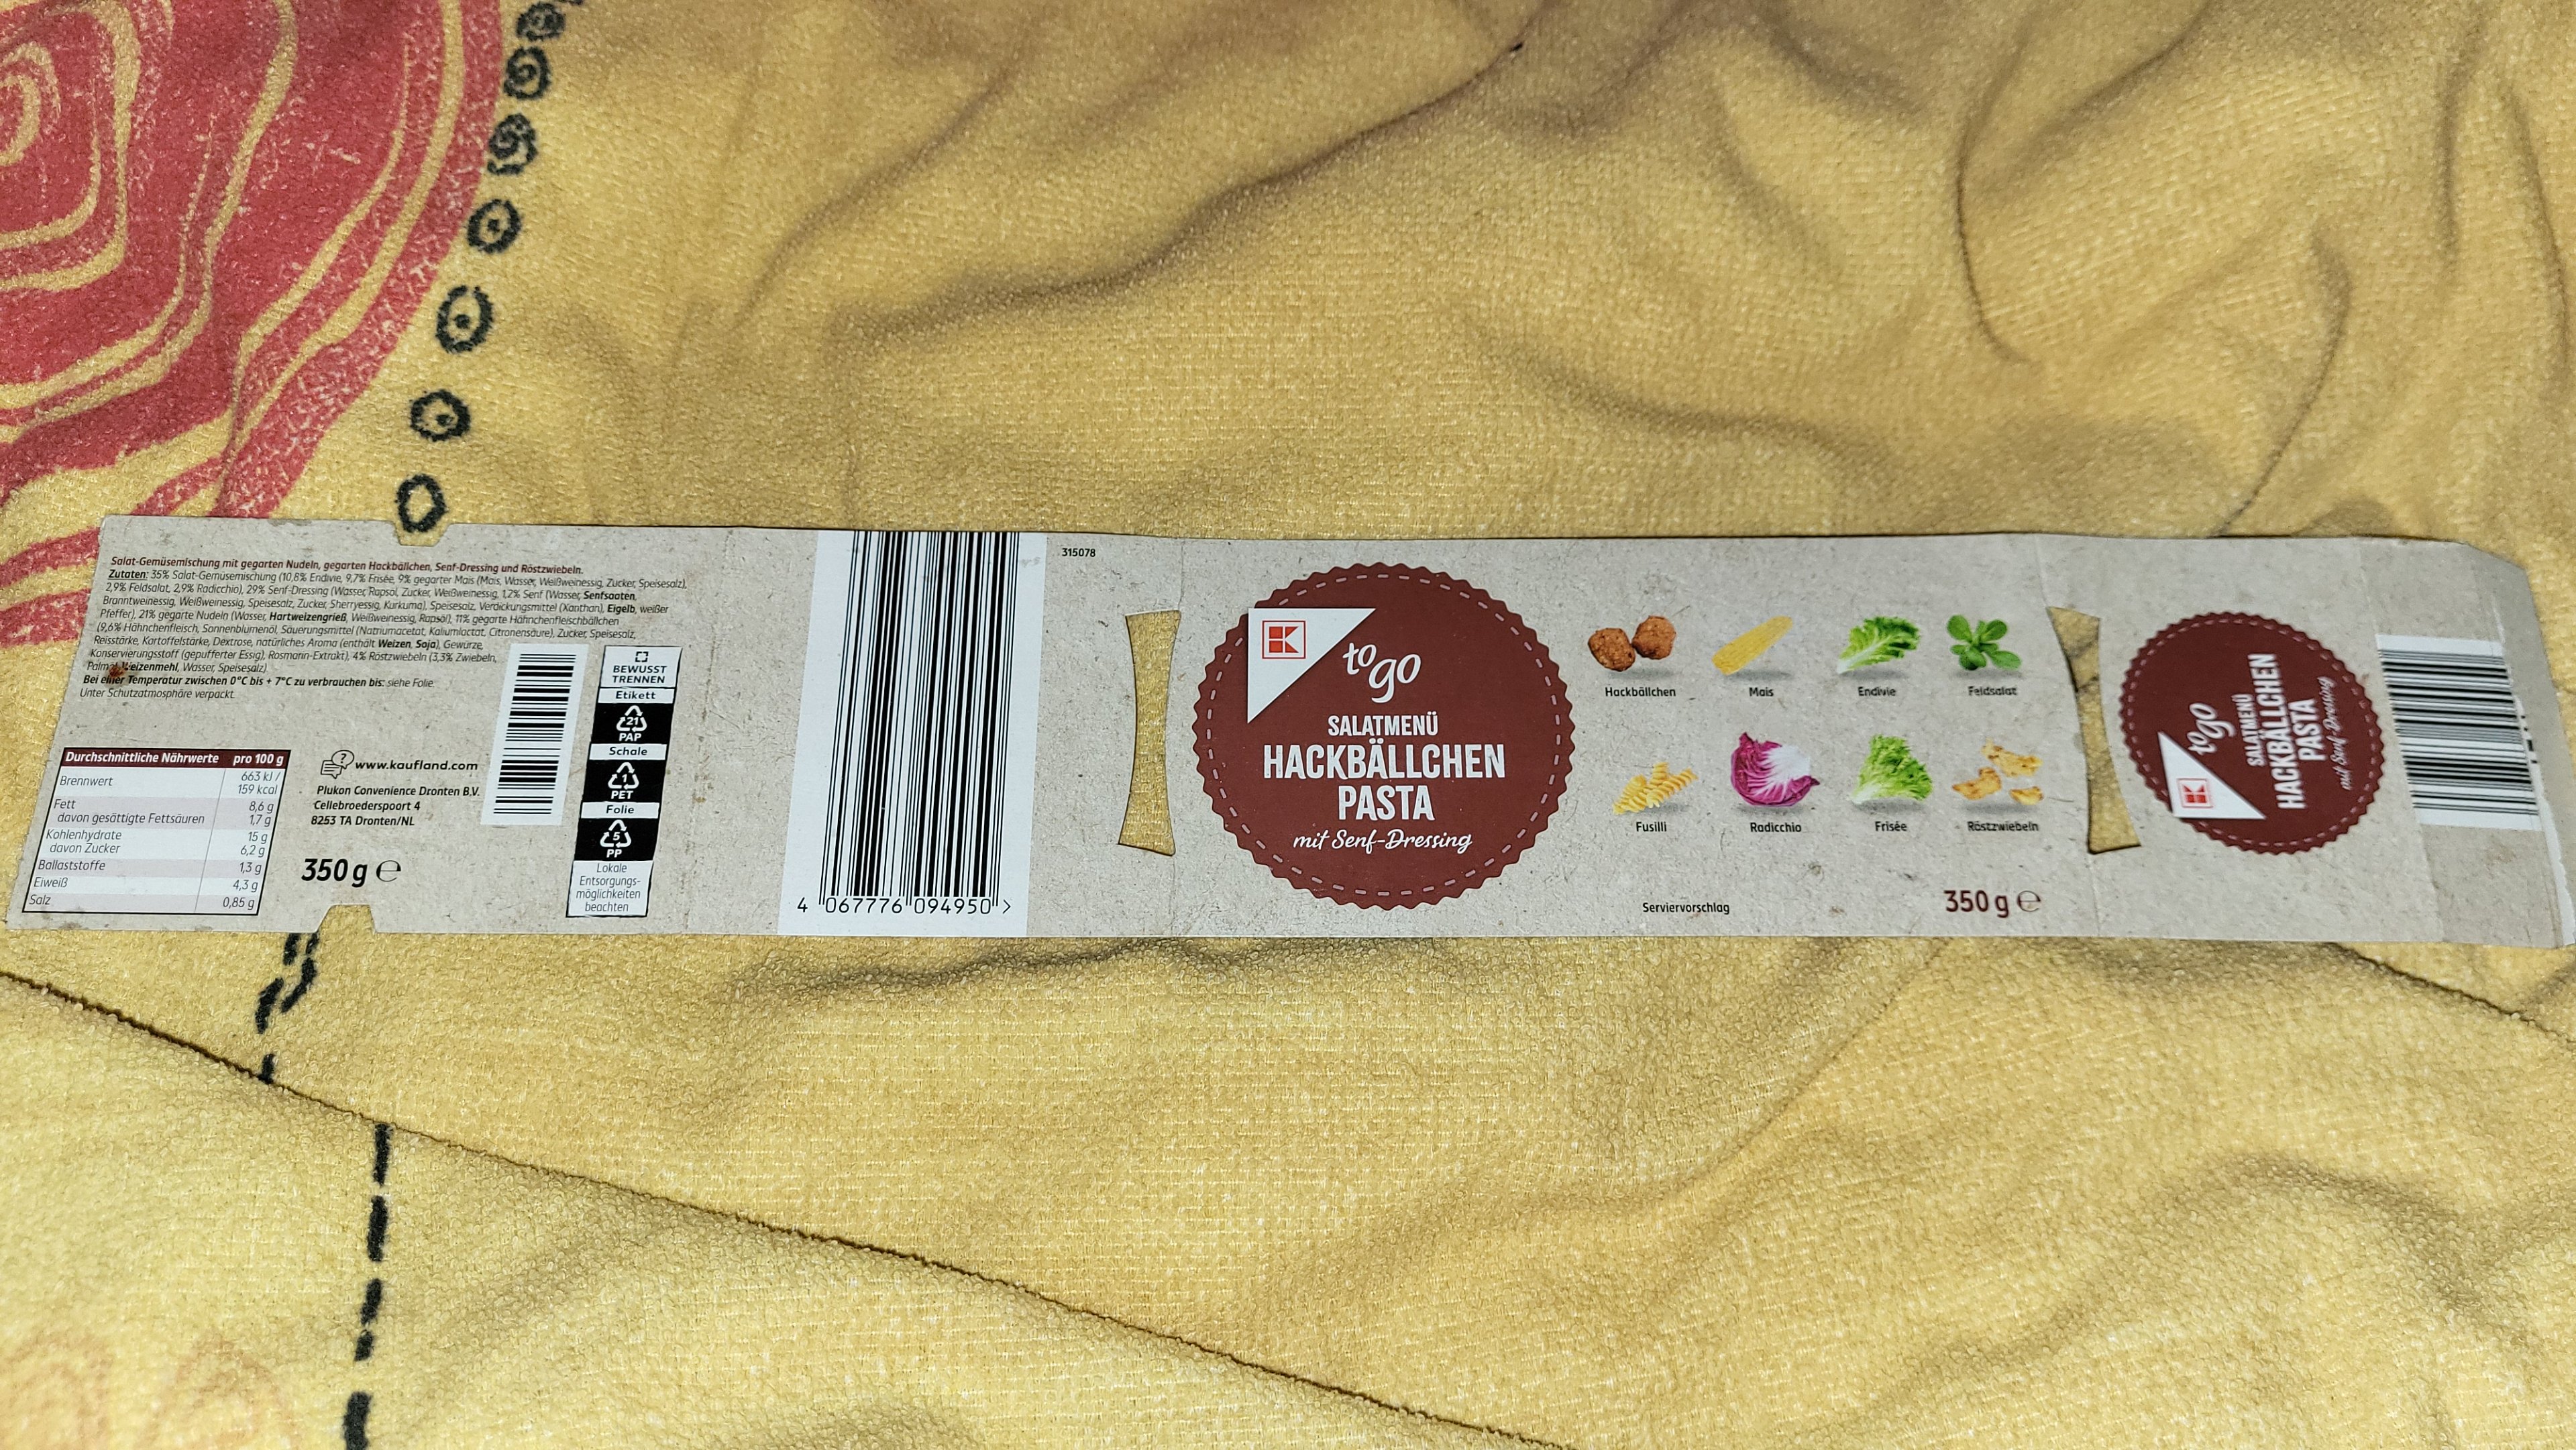 Salat-Gemüsemischung mit gegarten Nudeln, gegarten Hackbällchen, Senf-Dressing und Röstzwiebeln.
Zutaten: 35% Salat-Gemüsemischung (10,8% Endivie, 9,7% Frisée, 9% gegarter Mais (Mais, Wasser, Weißweinessig, Zucker, Speisesalz),
2,9% Feldsalat, 2,9% Radicchio), 29% Senf-Dressing (Wasser, Rapsöl, Zucker, Weißweinessig, 1,2% Senf (Wasser, Senfsaaten,
Branntweinessig, Weißweinessig, Speisesalz, Zucker, Sherryessig, Kurkuma), Speisesalz, Verdickungsmittel (Xanthan), Eigelb, weißer
Pfeffer), 21% gegarte Nudeln (Wasser, Hartweizengrieß, Weißweinessig, Rapsöl), 11% gegarte Hähnchenfleischbällchen
(9,6% Hähnchenfleisch, Sonnenblumenöl, Säuerungsmittel (Natriumacetat, Kaliumlactat, Citronensäure), Zucker, Speisesalz,
Reisstärke, Kartoffelstärke, Dextrose, natürliches Aroma (enthält Weizen, Soja), Gewürze,
Konservierungsstoff (gepufferter Essig), Rosmarin-Extrakt), 4% Röstzwiebeln (3,3% Zwiebeln,
Weizenmehl, Wasser, Speisesalz)
Bei einer Temperatur zwischen 0°C bis + 7°C zu verbrauchen bis: siehe Folie.
Unter Schutzatmosphäre verpackt.
Durchschnittliche Nährwerte pro 100 g
Brennwert 663 kJ /
159 kcal
Fett 8,6 g
davon gesättigte Fettsäuren 1,7 g
Kohlenhydrate 15 g
davon Zucker 6,2 g
Ballaststoffe 1,3 g
Eiweiß 4,3 g
Salz 0,85 g
?
www.kaufland.com
Plukon Convenience Dronten B.V.
Cellebroederspoort 4
8253 TA Dronten/NL
350 g ℮
BEWUSST
TRENNEN
Etikett
21
PAP
Schale
1
PET
Folie
5
PP
Lokale
Entsorgungs-
möglichkeiten
beachten
4 067776 094950 >
315078
K
to go
SALATMENÜ
HACKBÄLLCHEN
PASTA
mit Senf-Dressing
Hackbällchen Mais Endivie Feldsalat
Fusilli Radicchio Frisée Röstzwiebeln
Serviervorschlag
350 g ℮
K
to go
SALATMENÜ
HACKBÄLLCHEN
PASTA
mit Senf-Dressing